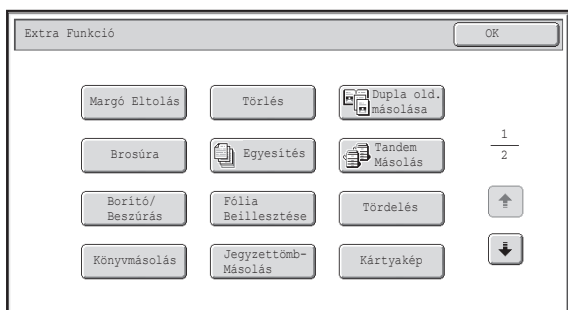 Extra Funkció
OK
Margó Eltolás
Törlés
Dupla old.
másolása
Brosúra
Egyesítés
Tandem
Másolás
1
2
Borító/
Beszúrás
Fólia
Beillesztése
Tördelés
Könyvmásolás
Jegyzettömb-
Másolás
Kártyakép